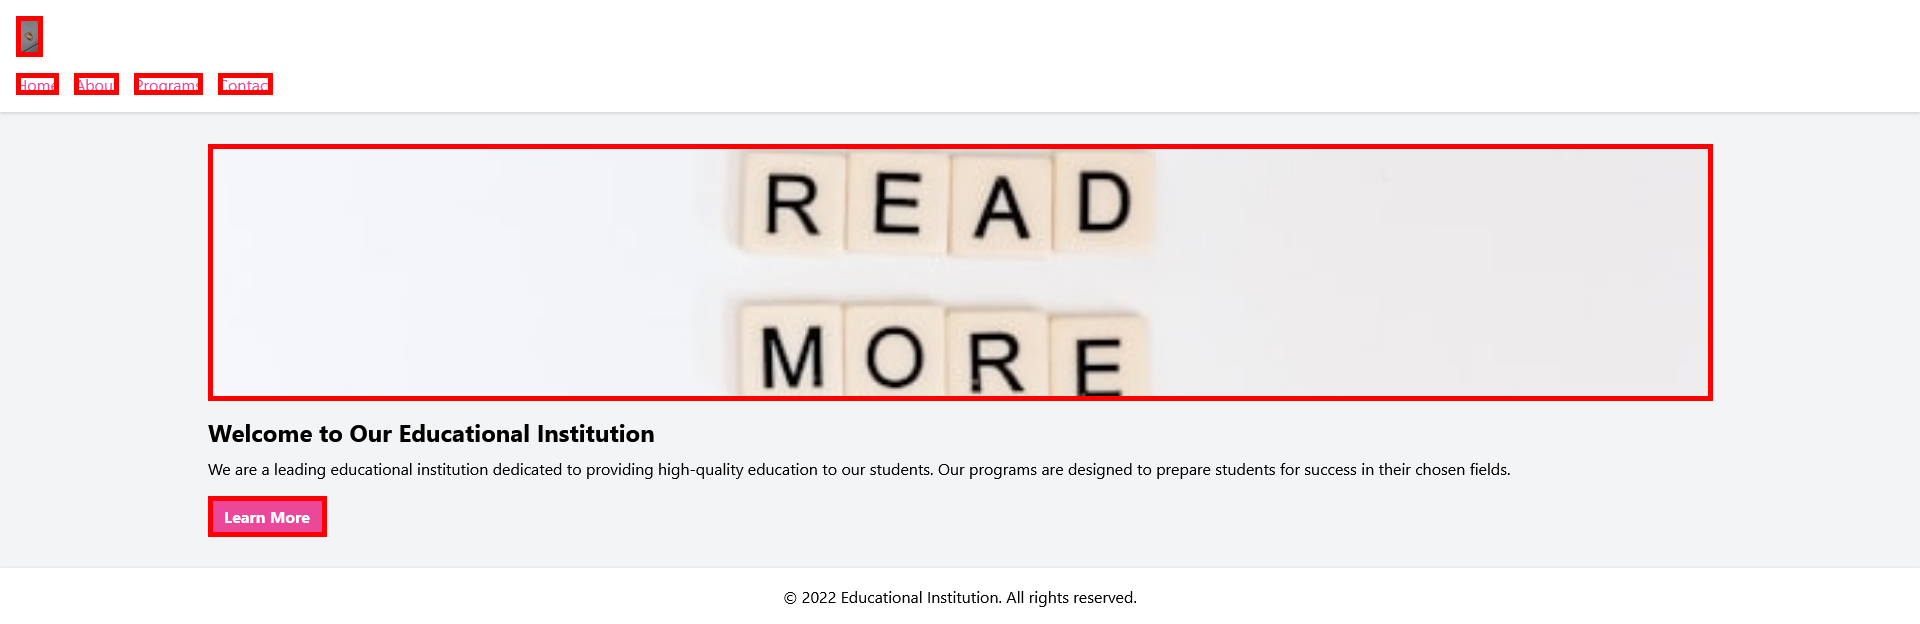 Home About Programs Contact
READ
MORE
Welcome to Our Educational Institution
We are a leading educational institution dedicated to providing high-quality education to our students. Our programs are designed to prepare students for success in their chosen fields.
Learn More
© 2022 Educational Institution. All rights reserved.